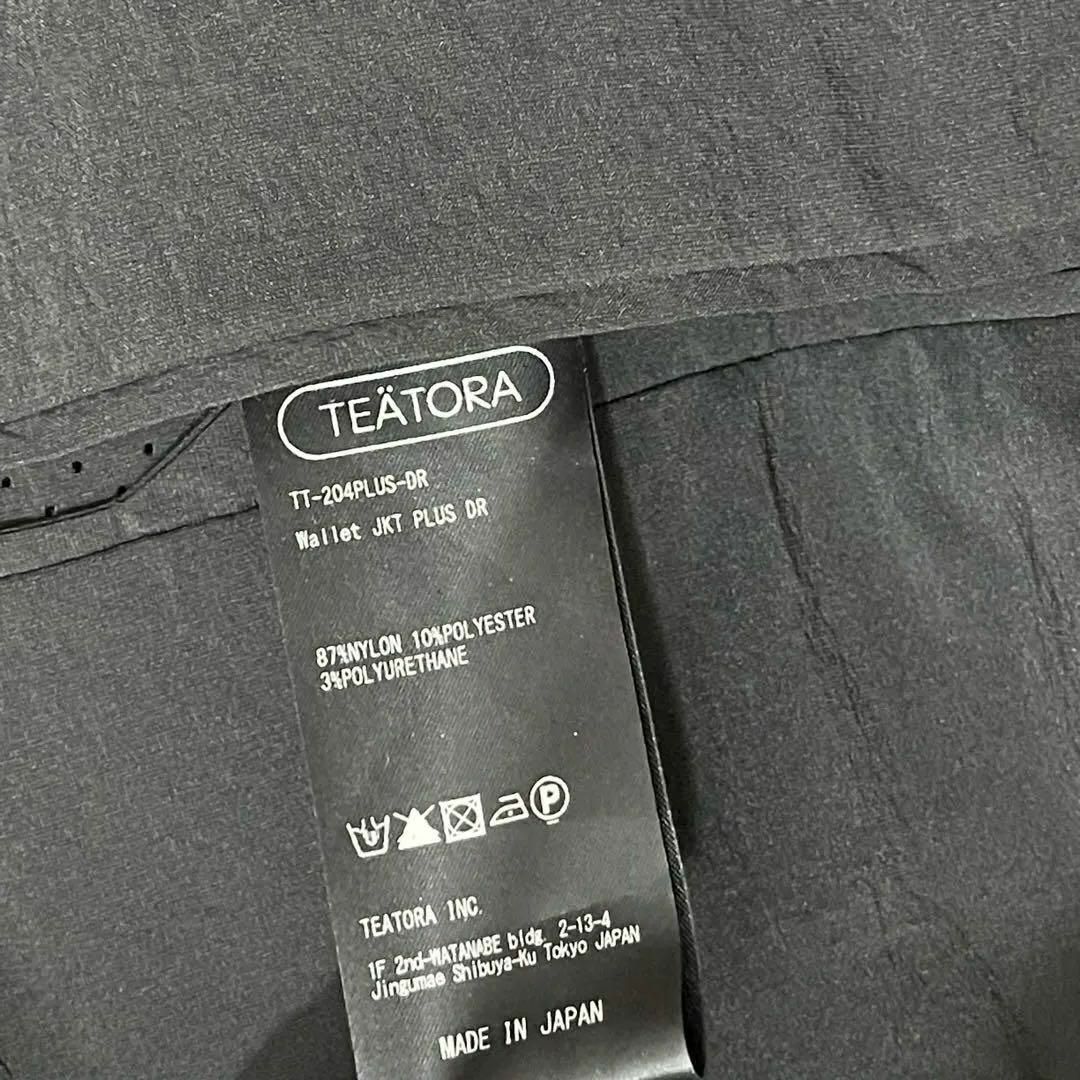 TEÄTORA
TT-204PLUS-DR
Wallet JKT PLUS DR
87%NYLON 10%POLYESTER
3%POLYURETHANE
P
TEATORA INC.
1F 2nd-WATANABE bldg. 2-13-4
Jingumae Shibuya-Ku Tokyo JAPAN
MADE IN JAPAN